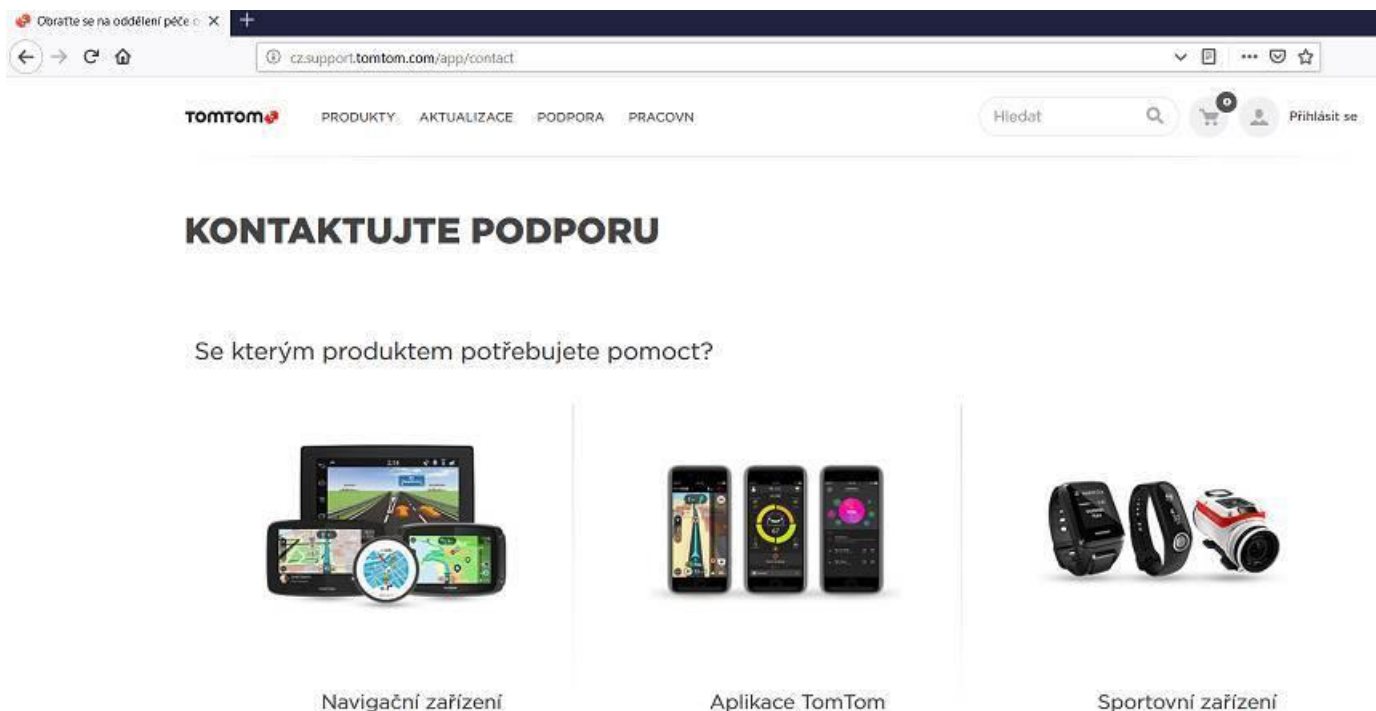 Obraťte se na oddělení péče o
cz.support.tomtom.com/app/contact
TOMTOM PRODUKTY AKTUALIZACE PODPORA PRACOVN
Hledat
0
Přihlásit se
KONTAKTUJTE PODPORU
Se kterým produktem potřebujete pomoct?
Navigační zařízení
Aplikace TomTom
Sportovní zařízení